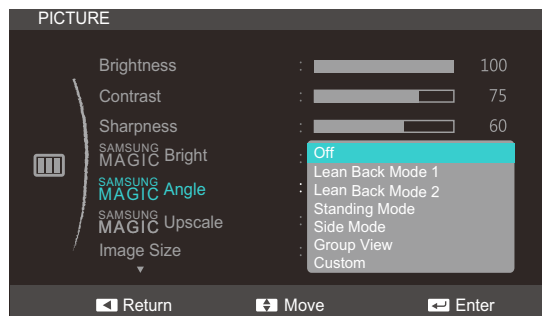 PICTURE
Brightness : 100
Contrast : 75
Sharpness : 60
SAMSUNG MAGIC Bright :
Off
SAMSUNG MAGIC Angle :
Lean Back Mode 1
Lean Back Mode 2
Standing Mode
Side Mode
Group View
Custom
SAMSUNG MAGIC Upscale :
Image Size :
Return Move Enter